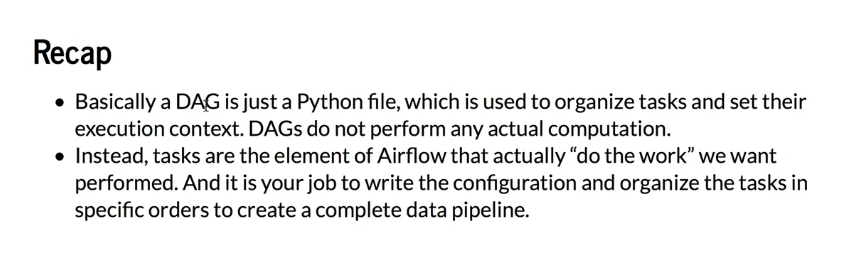 Recap
• Basically a DAG is just a Python file, which is used to organize tasks and set their
execution context. DAGs do not perform any actual computation.
• Instead, tasks are the element of Airflow that actually “do the work” we want
performed. And it is your job to write the configuration and organize the tasks in
specific orders to create a complete data pipeline.